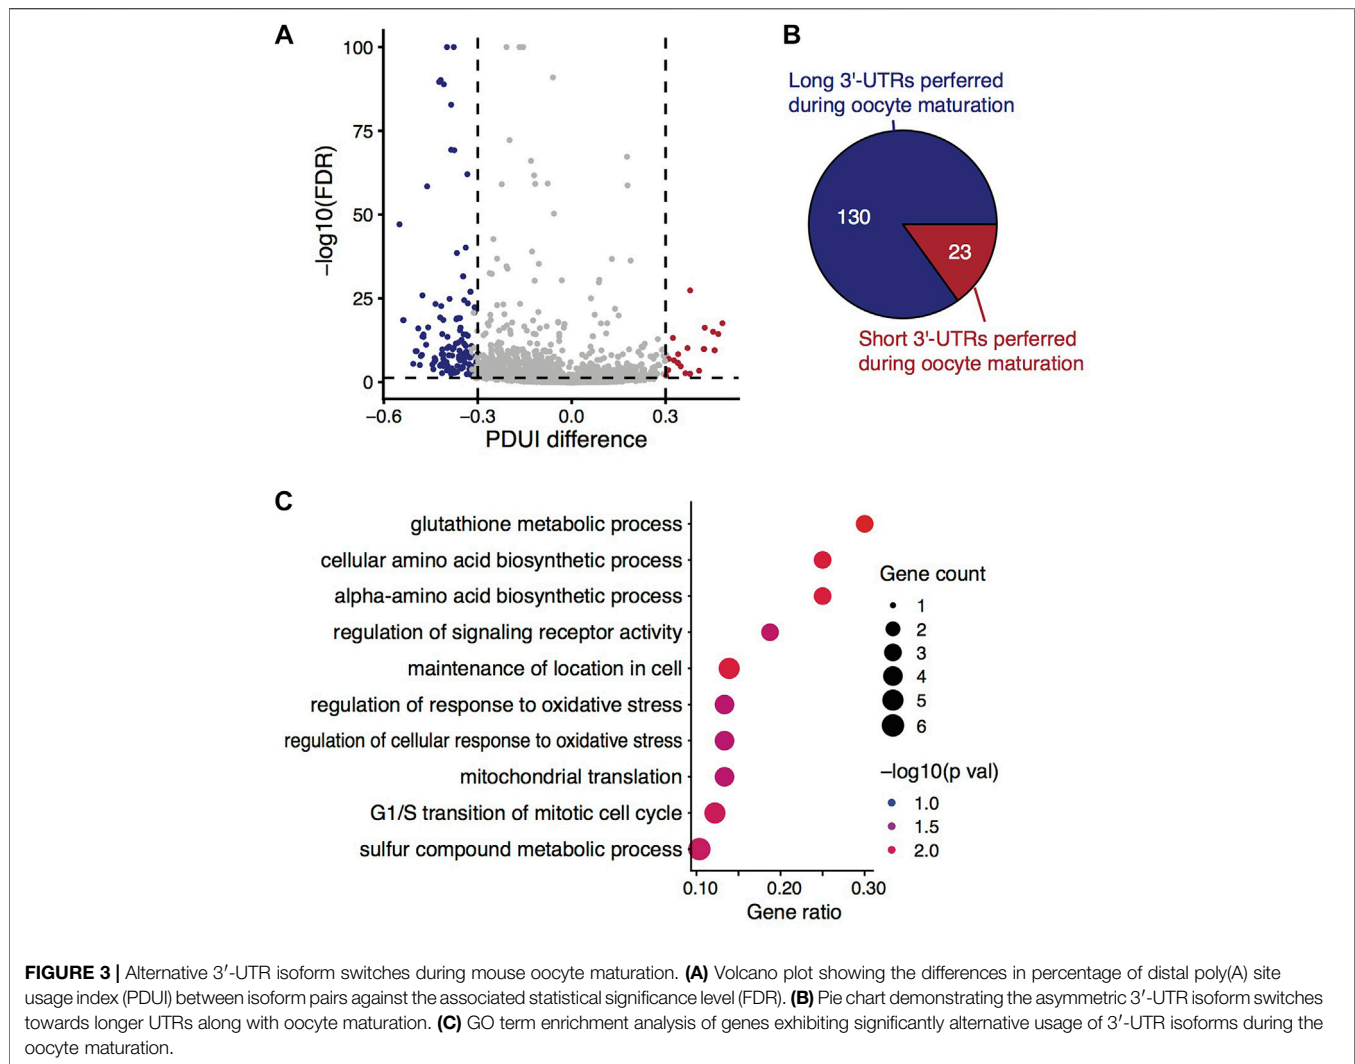 A
100
75
50
25
0
−log10(FDR)
−0.6
−0.3
0.0
0.3
PDUI difference
B
Long 3'-UTRs perferred
during oocyte maturation
130
23
Short 3'-UTRs perferred
during oocyte maturation
C
glutathione metabolic process
cellular amino acid biosynthetic process
alpha-amino acid biosynthetic process
regulation of signaling receptor activity
maintenance of location in cell
regulation of response to oxidative stress
regulation of cellular response to oxidative stress
mitochondrial translation
G1/S transition of mitotic cell cycle
sulfur compound metabolic process
0.10
0.20
0.30
Gene ratio
Gene count
1
2
3
4
5
6
−log10(p val)
1.0
1.5
2.0
FIGURE 3 | Alternative 3′-UTR isoform switches during mouse oocyte maturation. (A) Volcano plot showing the differences in percentage of distal poly(A) site
usage index (PDUI) between isoform pairs against the associated statistical significance level (FDR). (B) Pie chart demonstrating the asymmetric 3′-UTR isoform switches
towards longer UTRs along with oocyte maturation. (C) GO term enrichment analysis of genes exhibiting significantly alternative usage of 3′-UTR isoforms during the
oocyte maturation.